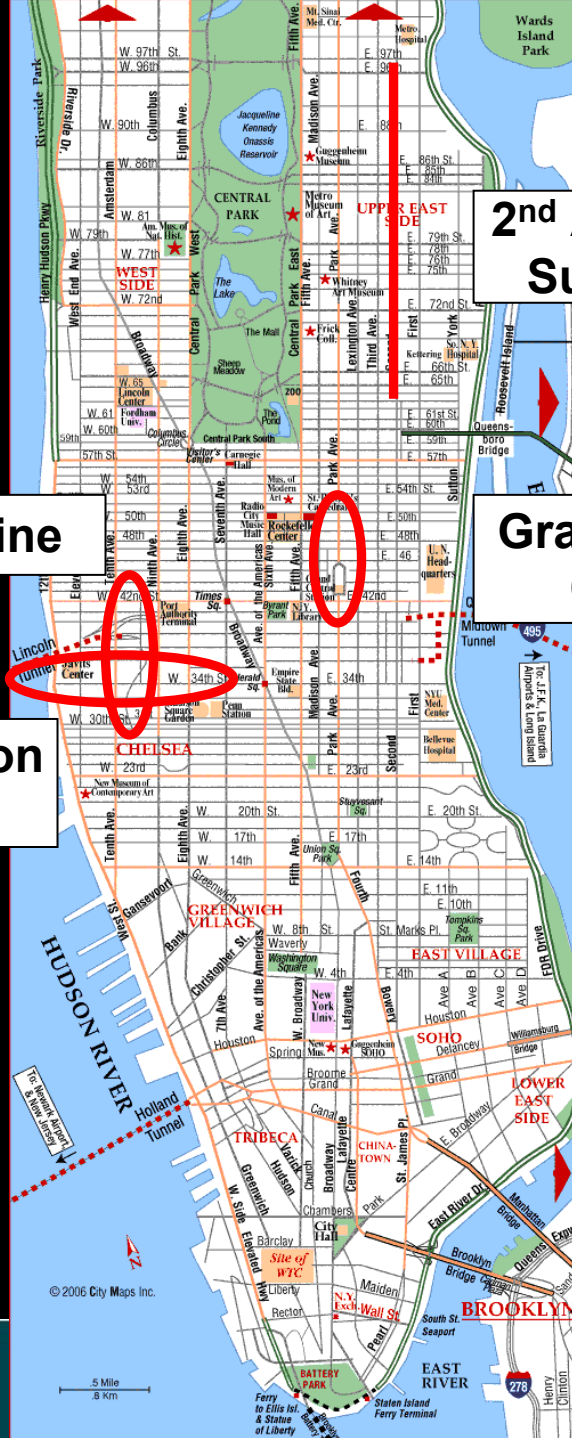 Mt. Sinai
Med. Ctr.
Wards
Island
Park
Metro
Hospital
Fifth Ave.
W. 97th St.
W. 96th
E. 97th
E. 96th
Riverside Park
Riverside Dr.
Columbus
Eighth Ave.
Madison Ave.
W. 90th
Jacqueline
Kennedy
Onassis
Reservoir
E. 88th
Guggenheim
Museum
W. 86th
E. 86th St.
E. 85th
E. 84th
Amsterdam
CENTRAL
PARK
Metro
Museum
of Art
UPPER EAST
SIDE
2nd
Su
W. 81
Am. Mus. of
Nat. Hist.
W. 79th
E. 79th St.
E. 78th
E. 76th
E. 75th
W. 77th
WEST
SIDE
Henry Hudson Pkwy
West End Ave.
Central Park West
Central Park East
Fifth Ave.
Park Ave.
Whitney
Art Museum
The
Lake
W. 72nd
E. 72nd St.
Lexington Ave.
Third Ave.
First
York
Broadway
The Mall
Frick
Coll.
So. N. Y.
Hospital
Kettering
Roosevelt Island
Sheep
Meadow
E. 66th St.
E. 65th
W. 65
Lincoln
Center
ZOO
W. 61
Fordham
Univ.
The
Pond
E. 61st St.
E. 60th
W. 60th
59th
Columbus
Circle
Central Park South
E. 59th
Queens-
boro
Bridge
57th St.
Visitor's
Center
Carnegie
Hall
E. 57th
Park Ave.
W. 54th
W. 53rd
Seventh Ave.
Mus. of
Modern
Art
E. 54th St.
Sutton
W. 50th
Radio
City
Music
Hall
Rockefell
Center
E. 50th
ine
Gra
48th
E. 48th
Tenth Ave.
Ninth Ave.
Eighth Ave.
Ave. of the Americas
Sixth Ave.
Fifth Ave.
E. 46
U. N.
Head-
quarters
W. 42nd St.
Times
Sq.
Grand
Central
Station
E. 42nd
Port
Authority
Terminal
Byrant
Park
N.Y.
Library
Midtown
Tunnel
495
Lincoln
Tunnel
Broadway
Javits
Center
W. 34th St.
Herald
Sq.
Empire
State
Bld.
Madison Ave
E. 34th
To: J.F.K., La Guardia
Airports & Long Island
First
NYU
Med.
Center
Square
Garden
Penn
Station
W. 30th St.
Park Ave.
Second
Bellevue
Hospital
on
CHELSEA
W. 23rd
E. 23rd
New Museum of
Contemporary Art
W. 20th St.
Stuyvesant
Sq.
E. 20th St.
Tenth Ave.
Eighth Ave.
W. 17th
E. 17th
Fifth Ave.
Union Sq.
Park
W. 14th
E. 14th
Fourth
Greenwich
Gansevoort
West St.
E. 11th
E. 10th
GREENWICH
VILLAGE
Tompkins
Sq.
Park
Bank
Christopher St.
W. 8th St.
Waverly
St. Marks Pl.
EAST VILLAGE
FDR Drive
HUDSON RIVER
7th Ave.
Ave. of the Americas
Washington
Square
W. 4th
E. 4th
W. Broadway
New
York
Univ.
Lafayette
Bowery
Ave A
Ave B
Ave C
Ave D
Houston
Houston
SOHO
Williamsburg
Bridge
Spring
New
Mus.
Guggenheim
SOHO
Delancey
Broome
Grand
Grand
LOWER
EAST
SIDE
To: Newark Airport
& New Jersey
Holland
Tunnel
Canal
E. Broadway
TRIBECA
CHINA-
TOWN
Varick
Hudson
Greenwich
Church
Broadway
Lafayette
Centre
St. James Pl.
Park
Chambers
East River Dr.
Manhattan
Bridge
W. Side Elevated Hwy
City
Hall
Barclay
Site of
WTC
Brooklyn
Bridge
Queens Expw
© 2006 City Maps Inc.
Liberty
Maiden
N.Y.
Exch.
Wall St.
BROOKLYN
Rector
Pearl
South St.
Seaport
.5 Mile
.8 Km
BATTERY
PARK
EAST
RIVER
278
Henry
Clinton
Ferry
to Ellis Isl.
& Statue
of Liberty
Staten Island
Ferry Terminal